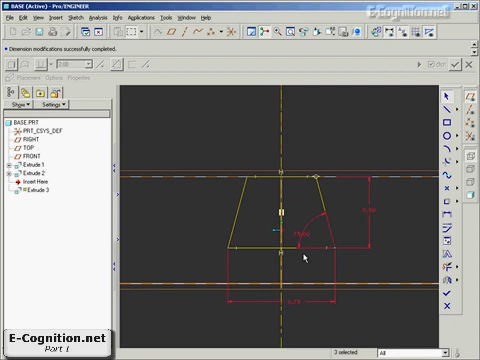 BASE (Active) - Pro/ENGINEER
E-Cognition.net
File Edit View Insert Sketch Analysis Info Applications Utilities Window Help
Dimension modifications successfully completed.
Placement Options Properties
Show Settings
BASE.PRT
PRT_CSYS_DEF
RIGHT
TOP
FRONT
Extrude 1
Extrude 2
Insert Here
Extrude 3
H
H
E-Cognition.net
Part 1
3 selected
All